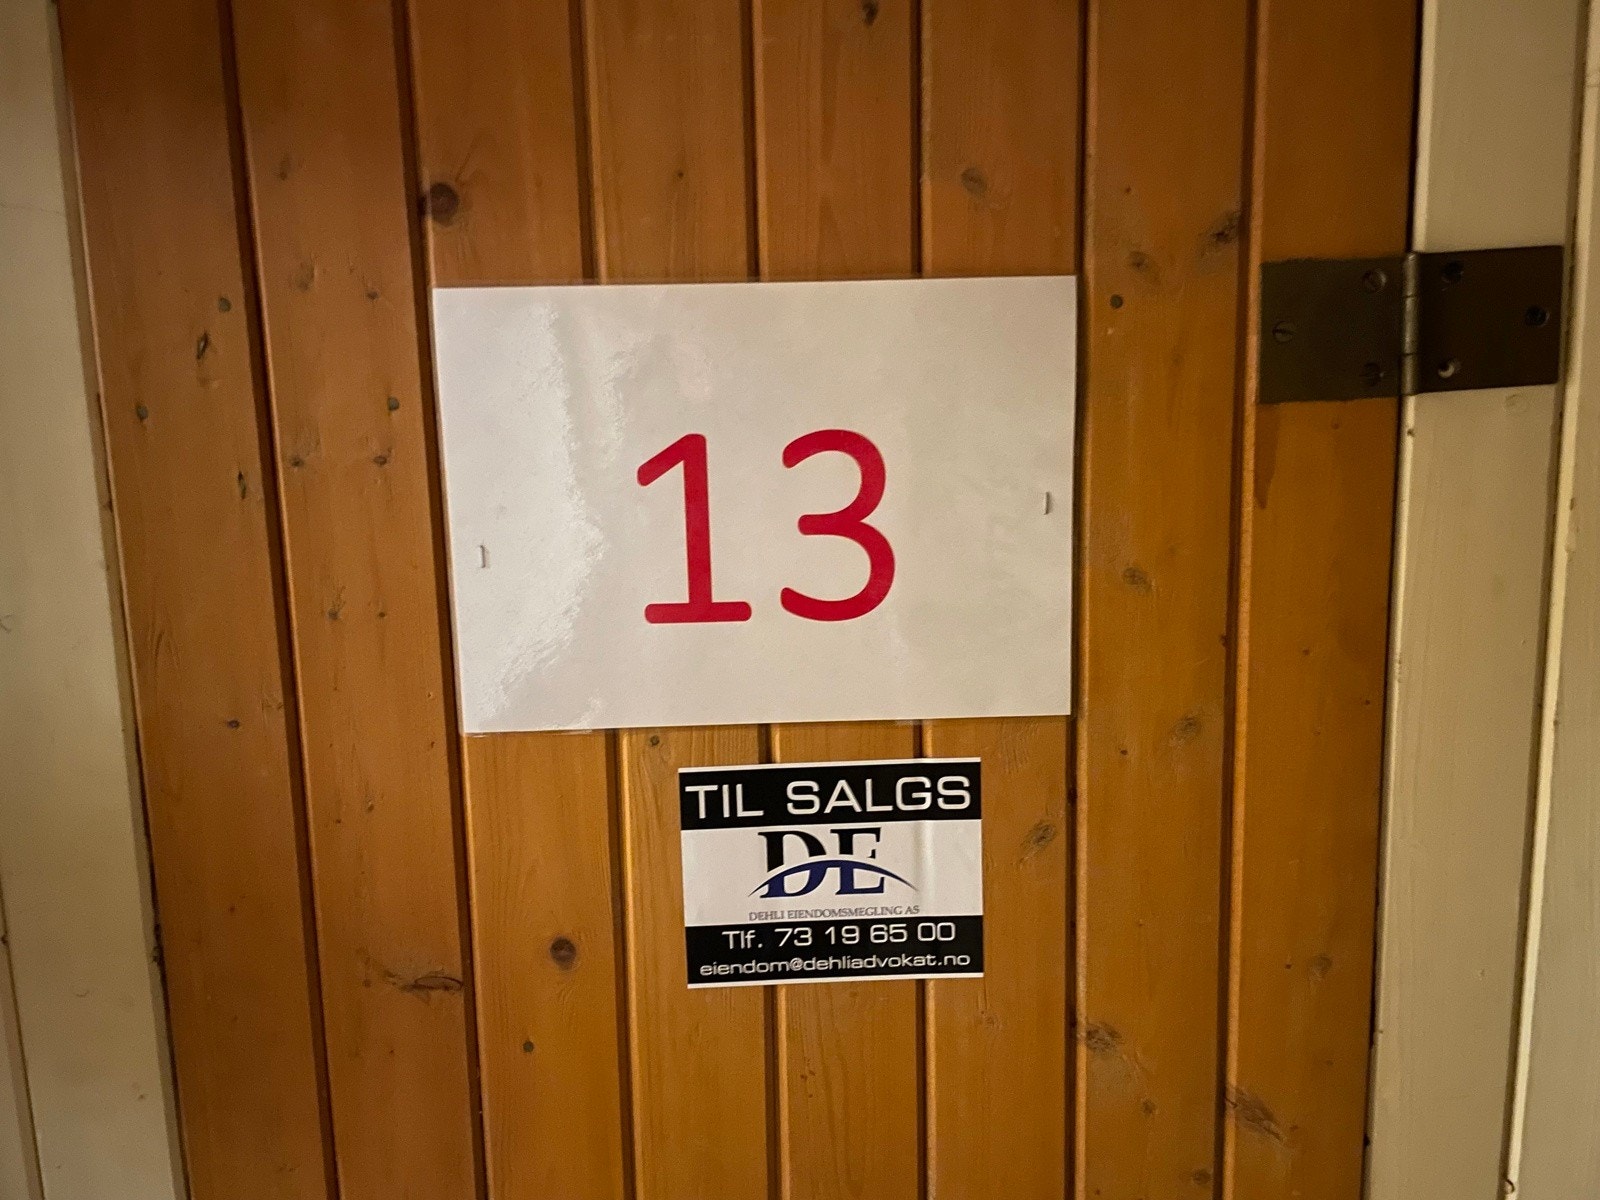 13
TIL SALGS
DE
DEHLI EIENDOMSMEGLING AS
Tlf. 73 19 65 00
eiendom@dehliadvokat.no